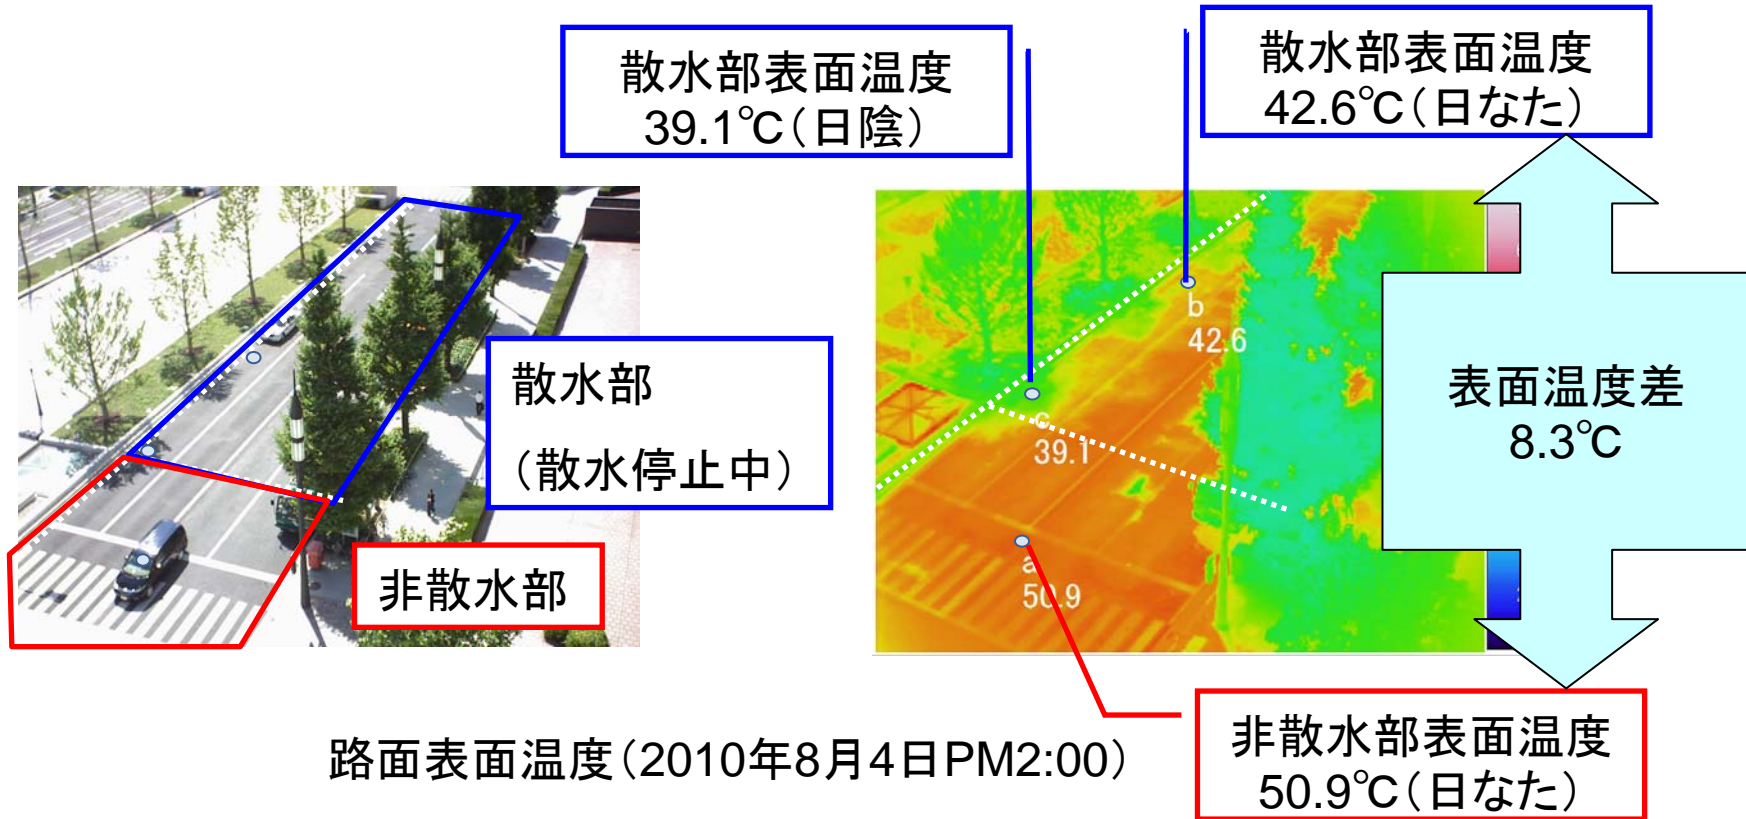 散水部表面温度
39.1℃(日陰)
散水部表面温度
42.6℃(日なた)
散水部
(散水停止中)
非散水部
b
42.6
c
39.1
a
50.9
表面温度差
8.3℃
路面表面温度(2010年8月4日PM2:00)
非散水部表面温度
50.9℃(日なた)